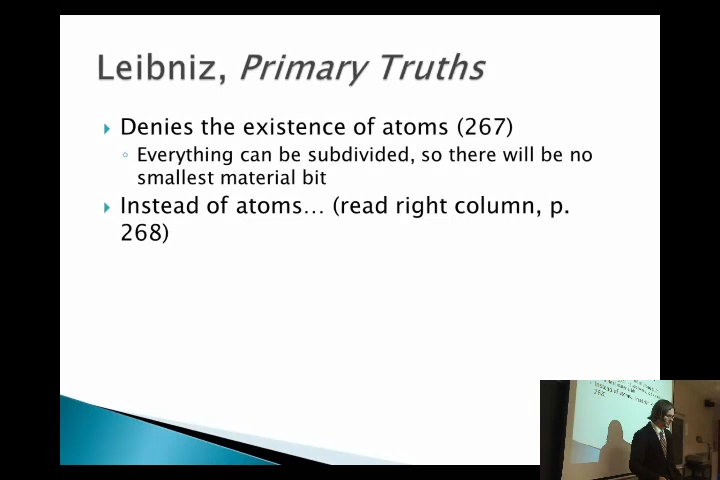 Leibniz, Primary Truths
Denies the existence of atoms (267)
Everything can be subdivided, so there will be no
smallest material bit
Instead of atoms… (read right column, p.
268)